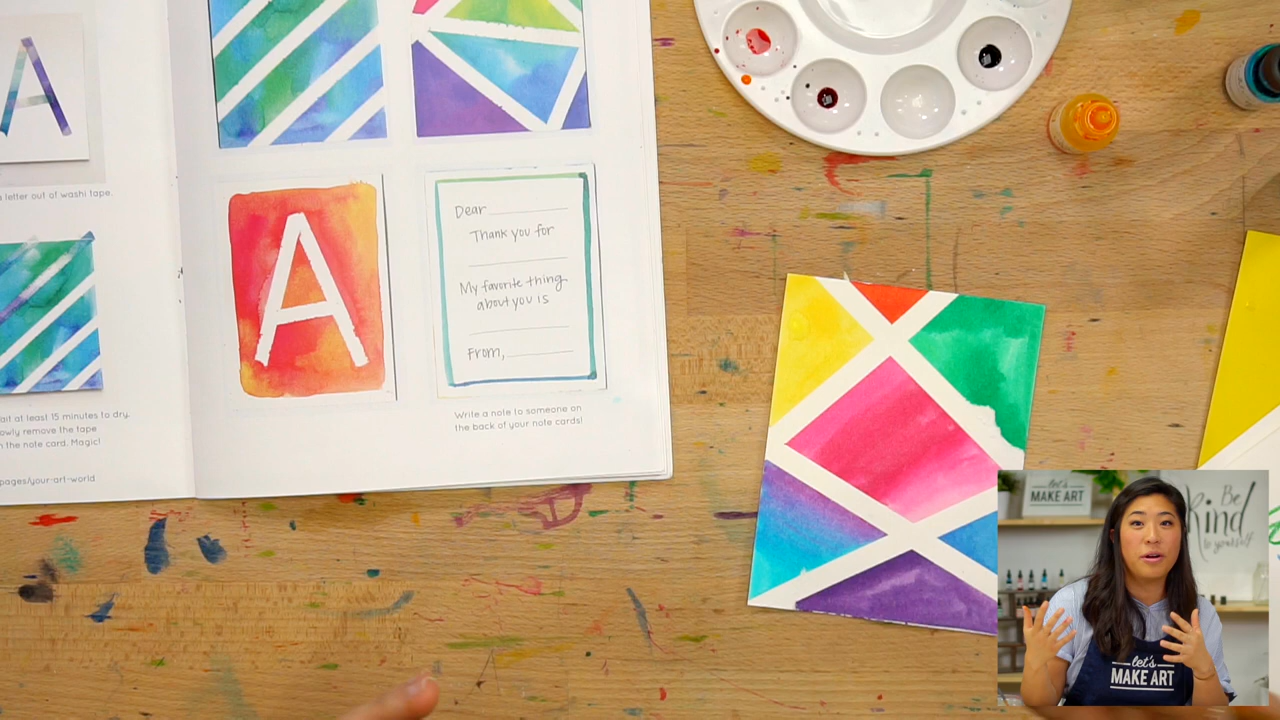 A
letter out of washi tape.
ait at least 15 minutes to dry.
owly remove the tape
the note card. Magic!
pages/your-art-world
A
Dear
Thank you for
My favorite thing
about you is
From,
Write a note to someone on
the back of your note cards!
let's
MAKE ART
Be
kind
to yourself
let's
MAKE ART